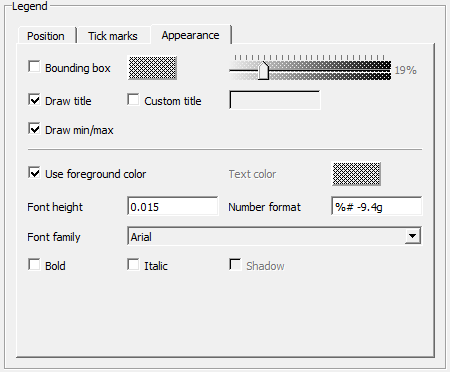 Legend
Position Tick marks Appearance
Bounding box 19%
Draw title Custom title
Draw min/max
Use foreground color Text color
Font height 0.015 Number format %# -9.4g
Font family Arial
Bold Italic Shadow